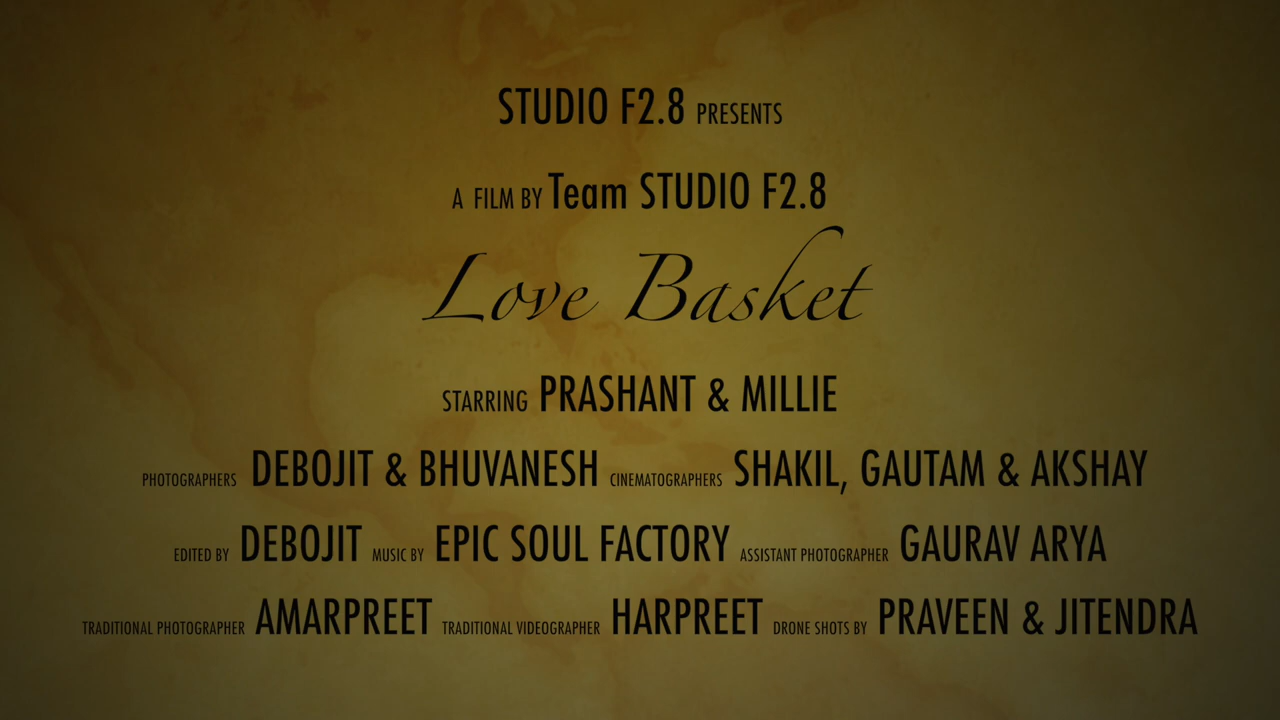 STUDIO F2.8 PRESENTS
A FILM BY Team STUDIO F2.8
Love Basket
STARRING PRASHANT & MILLIE
PHOTOGRAPHERS DEBOJIT & BHUVANESH CINEMATOGRAPHERS SHAKIL, GAUTAM & AKSHAY
EDITED BY DEBOJIT MUSIC BY EPIC SOUL FACTORY ASSISTANT PHOTOGRAPHER GAURAV ARYA
TRADITIONAL PHOTOGRAPHER AMARPREET TRADITIONAL VIDEOGRAPHER HARPREET DRONE SHOTS BY PRAVEEN & JITENDRA